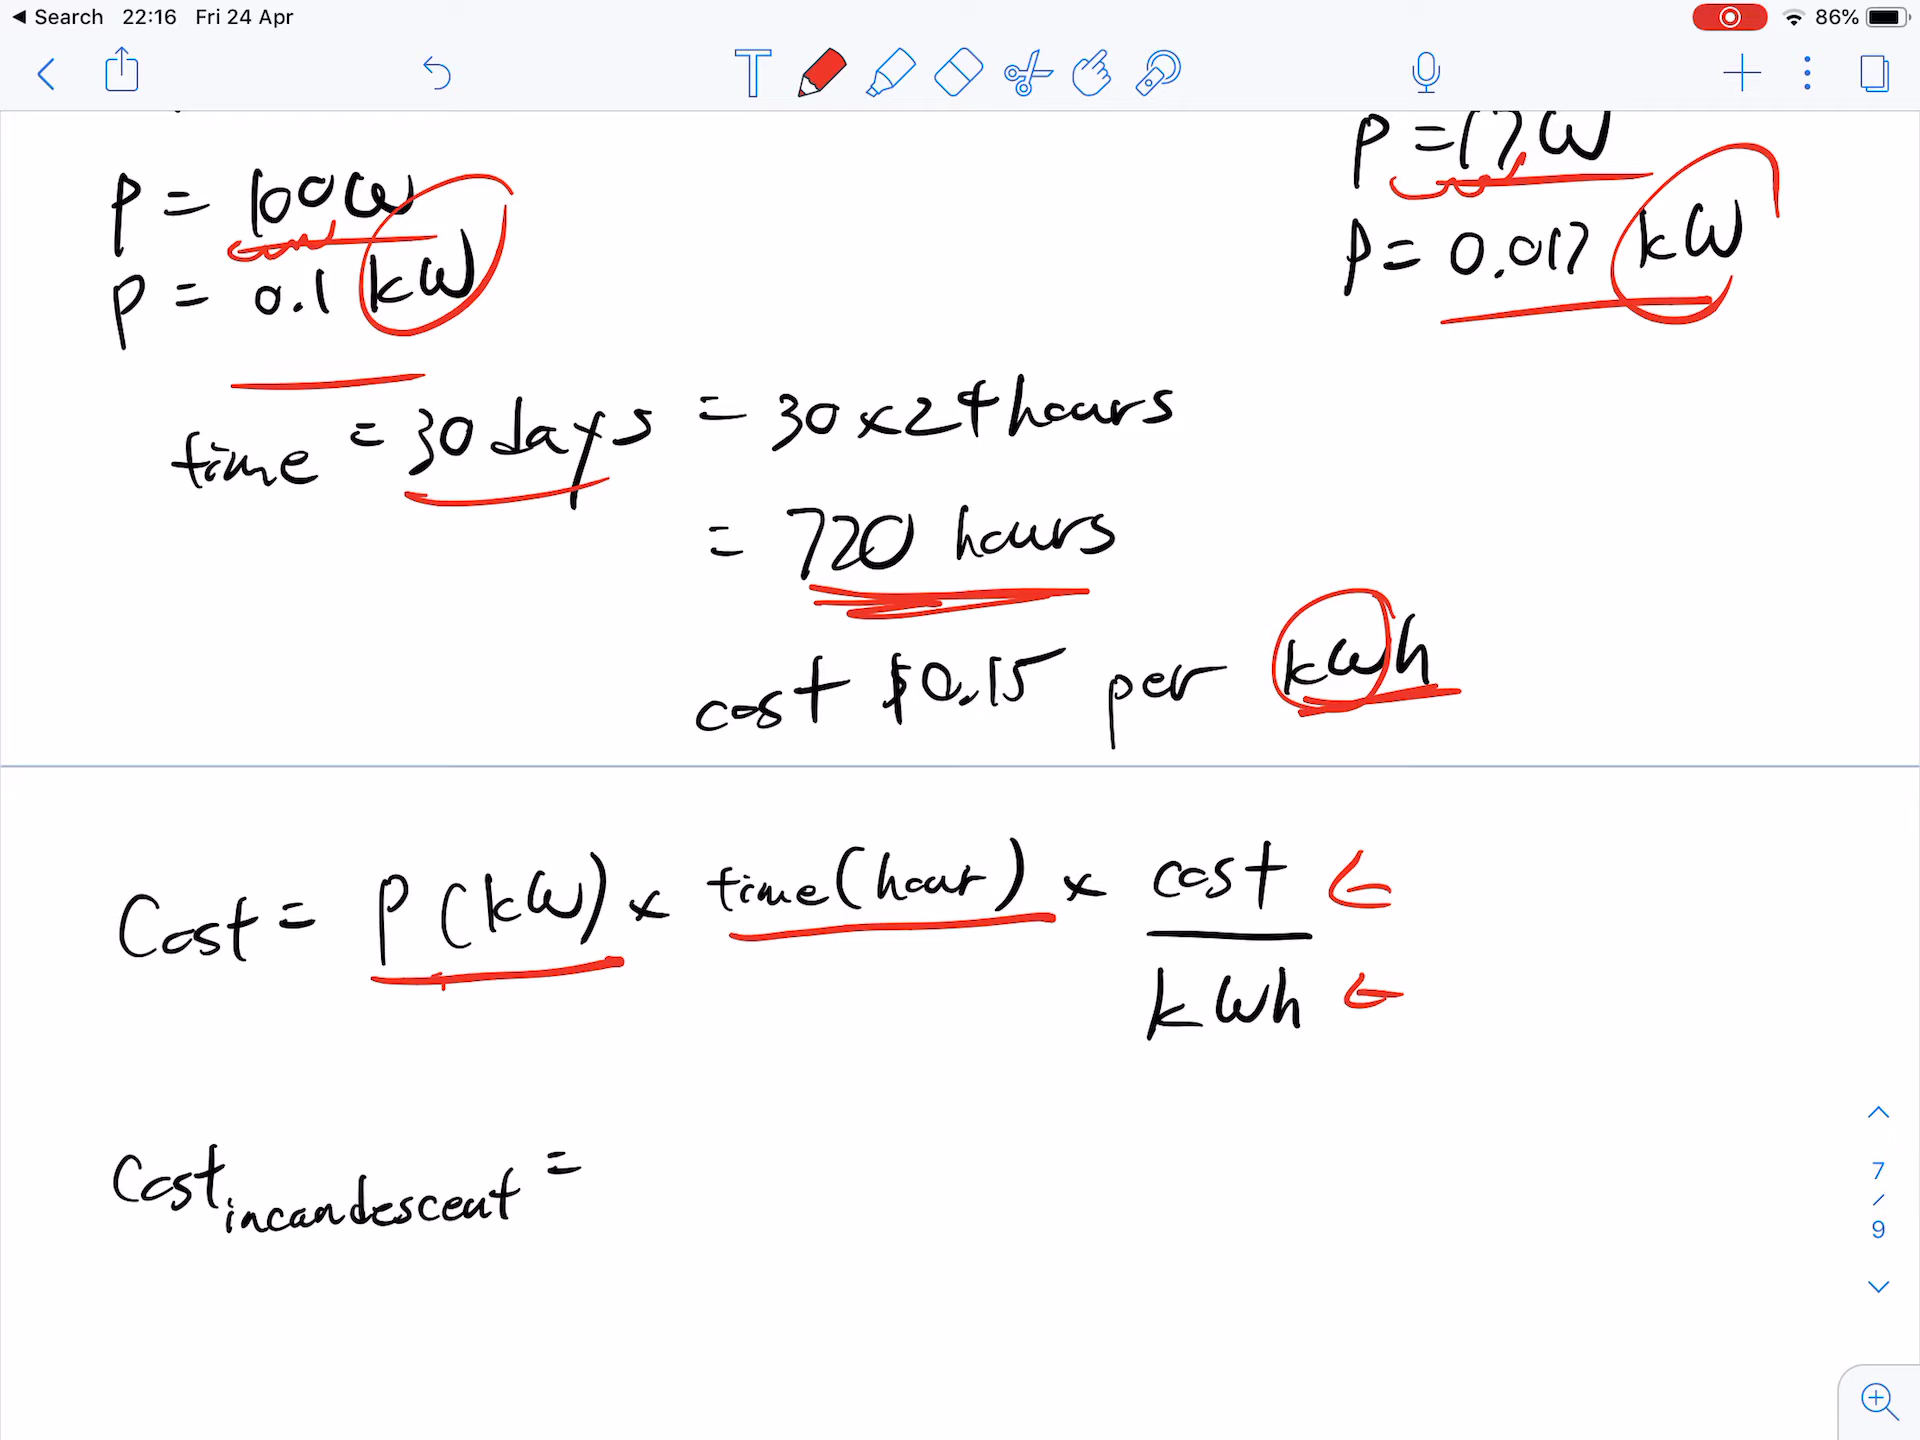 Search 22:16 Fri 24 Apr 86%
T
P = 100W
P = 0.1 kW
P = 17W
P = 0.017 kW
time = 30 days = 30 x 24 hours
= 720 hours
cost $0.15 per kWh
Cost = P (kW) x time (hour) x cost
kWh
Cost incandescent =
7
/
9